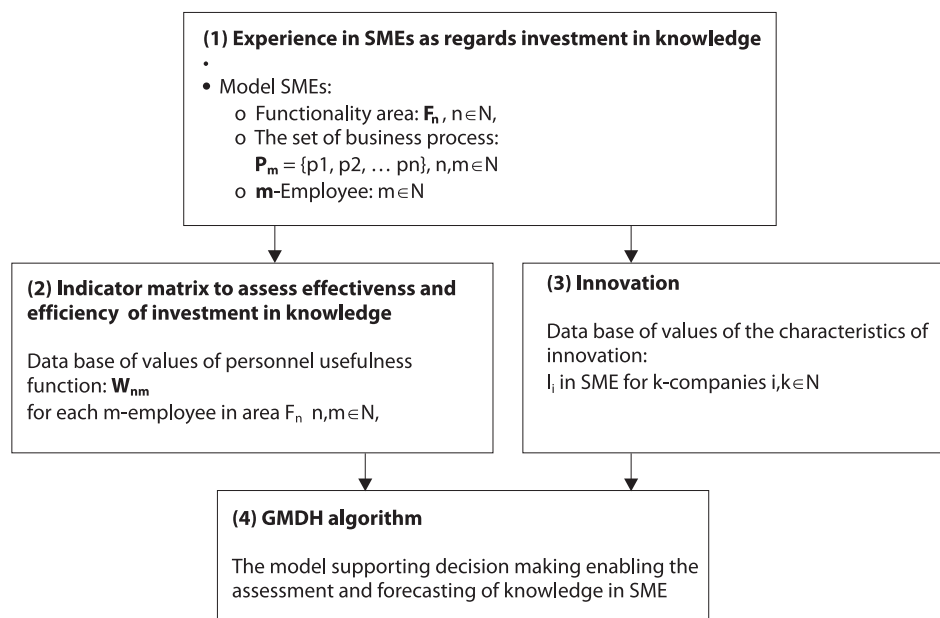 (1) Experience in SMEs as regards investment in knowledge
•
• Model SMEs:
o Functionality area: Fₙ, n∈N,
o The set of business process:
Pₘ = {p1, p2, … pn}, n,m∈N
o m-Employee: m∈N
(2) Indicator matrix to assess effectivenss and
efficiency of investment in knowledge
Data base of values of personnel usefulness
function: Wₙₘ
for each m-employee in area Fₙ n,m∈N,
(3) Innovation
Data base of values of the characteristics of
innovation:
Iᵢ in SME for k-companies i,k∈N
(4) GMDH algorithm
The model supporting decision making enabling the
assessment and forecasting of knowledge in SME